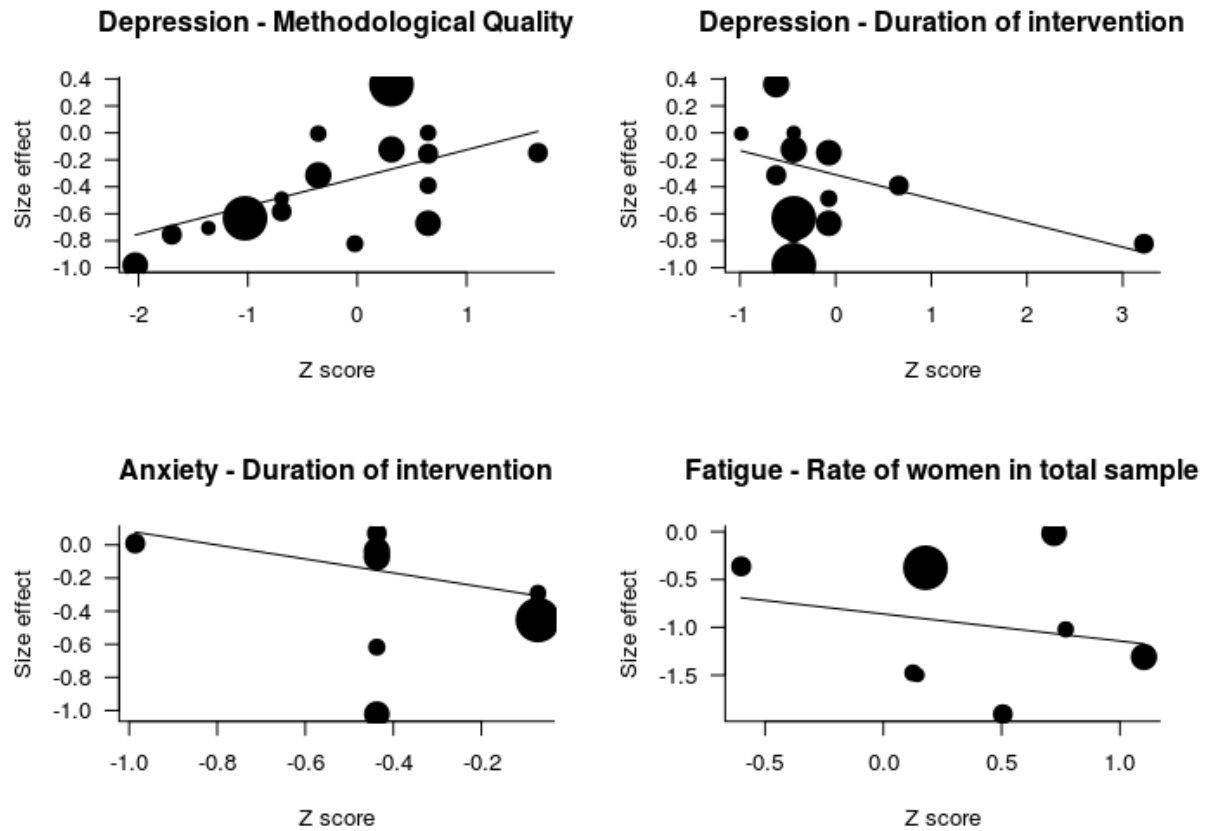 Depression - Methodological Quality
Size effect
0.4
0.2
0.0
-0.2
-0.4
-0.6
-0.8
-1.0
-2 -1 0 1
Z score
Depression - Duration of intervention
Size effect
0.4
0.2
0.0
-0.2
-0.4
-0.6
-0.8
-1.0
-1 0 1 2 3
Z score
Anxiety - Duration of intervention
Size effect
0.0
-0.2
-0.4
-0.6
-0.8
-1.0
-1.0 -0.8 -0.6 -0.4 -0.2
Z score
Fatigue - Rate of women in total sample
Size effect
0.0
-0.5
-1.0
-1.5
-0.5 0.0 0.5 1.0
Z score